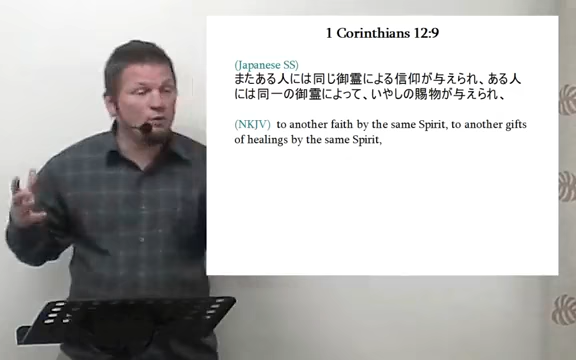 1 Corinthians 12:9
(Japanese SS)
またある人には同じ御霊による信仰が与えられ、ある人
には同一の御霊によって、いやしの賜物が与えられ、
(NKJV) to another faith by the same Spirit, to another gifts
of healings by the same Spirit,